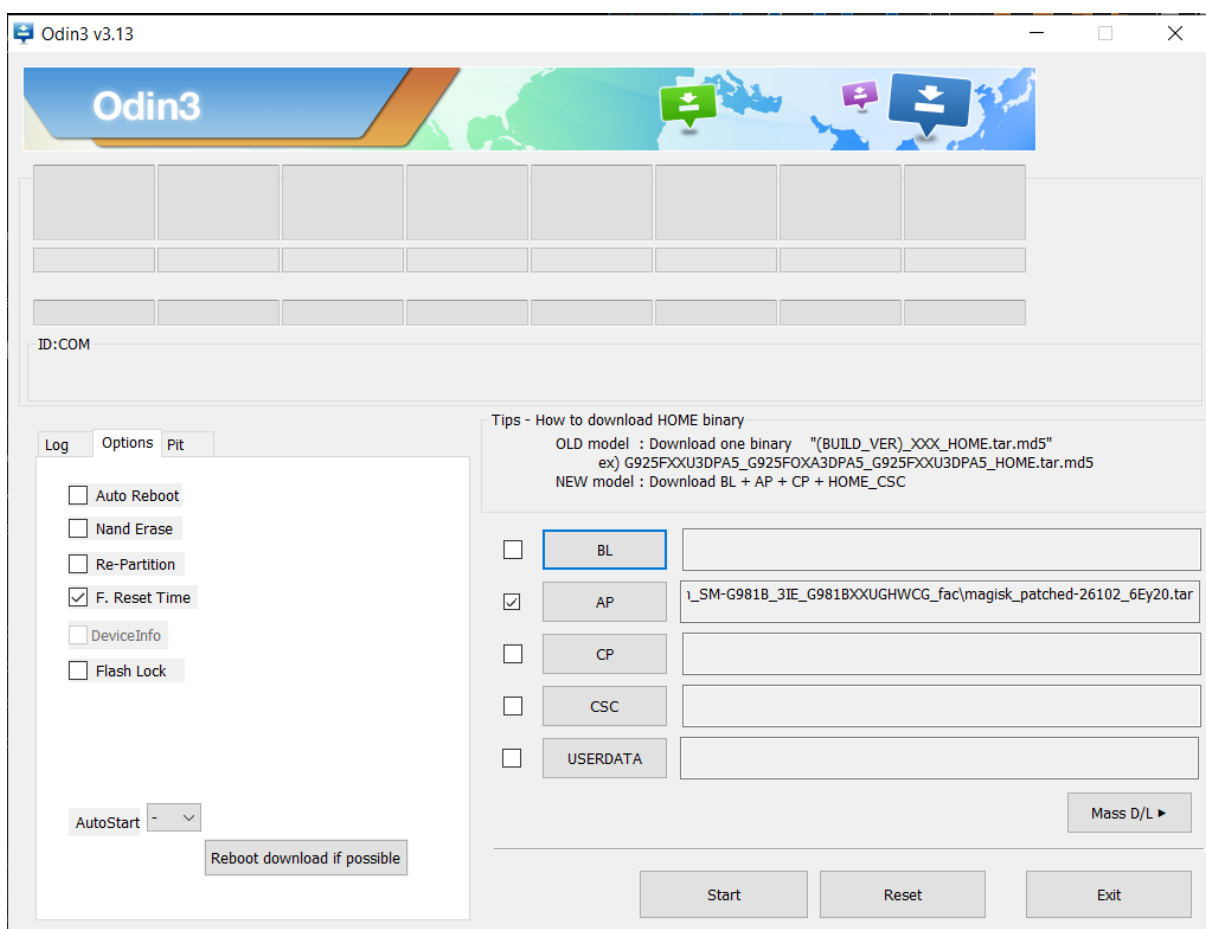 Odin3 v3.13
Odin3
ID:COM
Log
Options
Pit
Auto Reboot
Nand Erase
Re-Partition
F. Reset Time
DeviceInfo
Flash Lock
AutoStart
-
Reboot download if possible
Tips - How to download HOME binary
OLD model : Download one binary "(BUILD_VER)_XXX_HOME.tar.md5"
ex) G925FXXU3DPA5_G925FOXA3DPA5_G925FXXU3DPA5_HOME.tar.md5
NEW model : Download BL + AP + CP + HOME_CSC
BL
AP
_SM-G981B_3IE_G981BXXUGHWCG_fac\magisk_patched-26102_6Ey20.tar
CP
CSC
USERDATA
Mass D/L ▶
Start
Reset
Exit